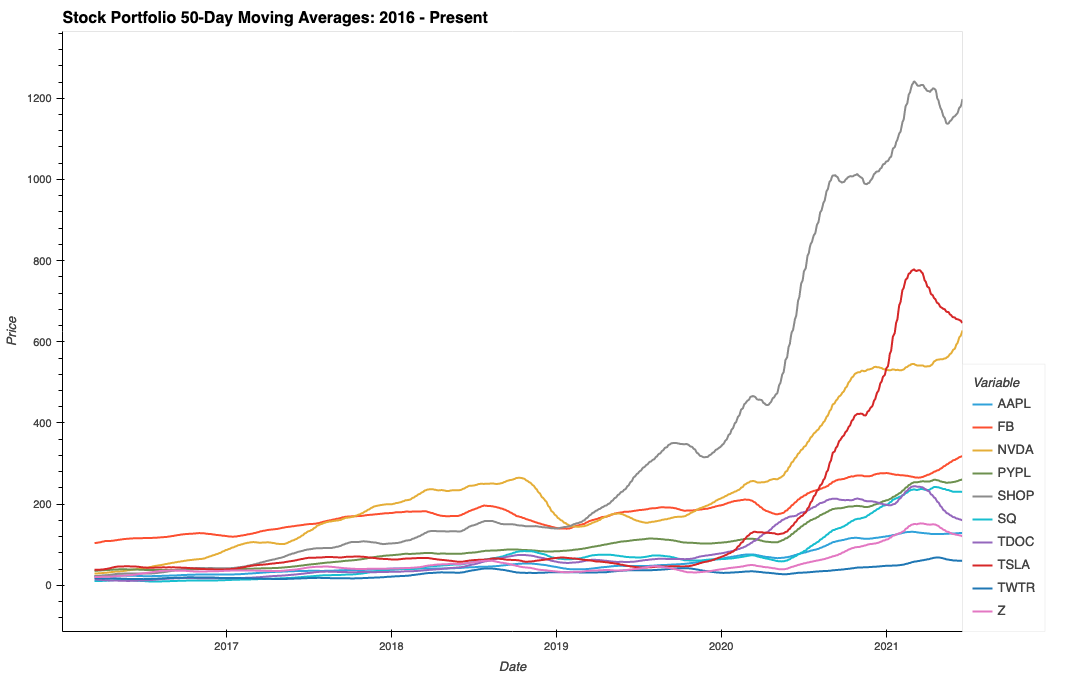 Stock Portfolio 50-Day Moving Averages: 2016 - Present
Price
1200
1000
800
600
400
200
0
2017
2018
2019
2020
2021
Date
Variable
AAPL
FB
NVDA
PYPL
SHOP
SQ
TDOC
TSLA
TWTR
Z